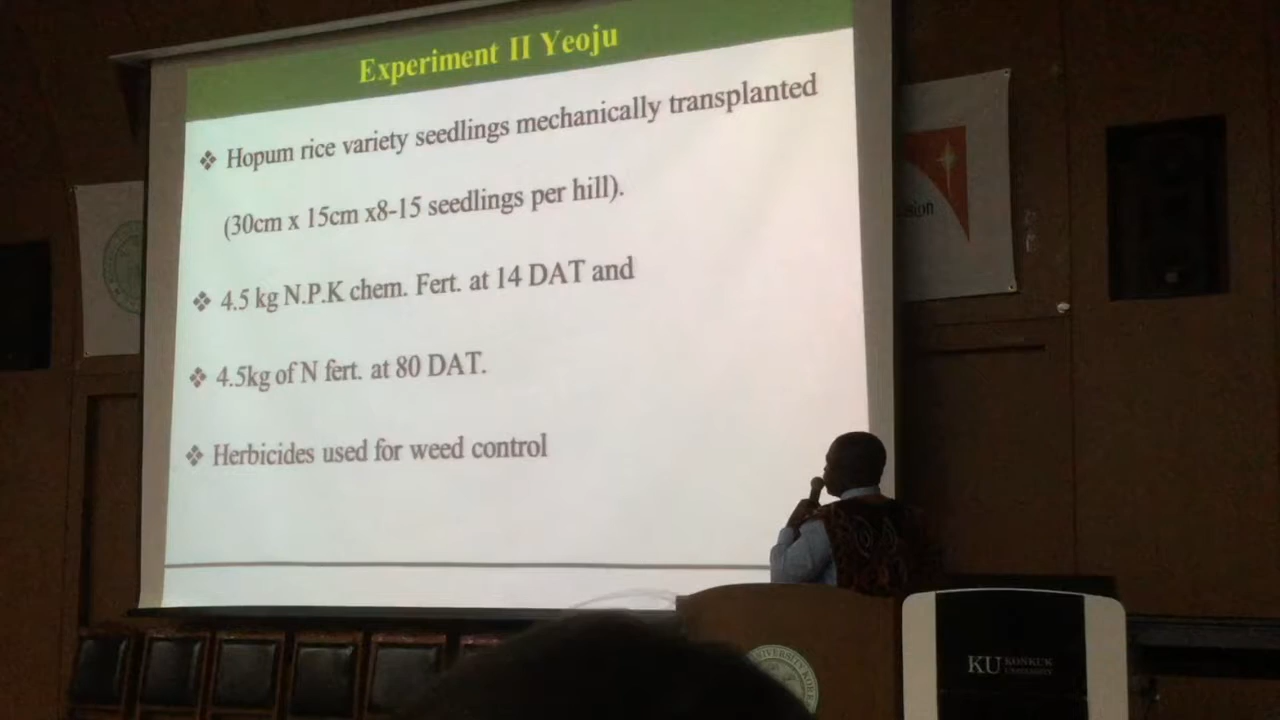 Experiment II Yeoju
❖ Hopum rice variety seedlings mechanically transplanted
(30cm x 15cm x8-15 seedlings per hill).
❖ 4.5 kg N.P.K chem. Fert. at 14 DAT and
❖ 4.5kg of N fert. at 80 DAT.
❖ Herbicides used for weed control
KU KONKUK
UNIVERSITY